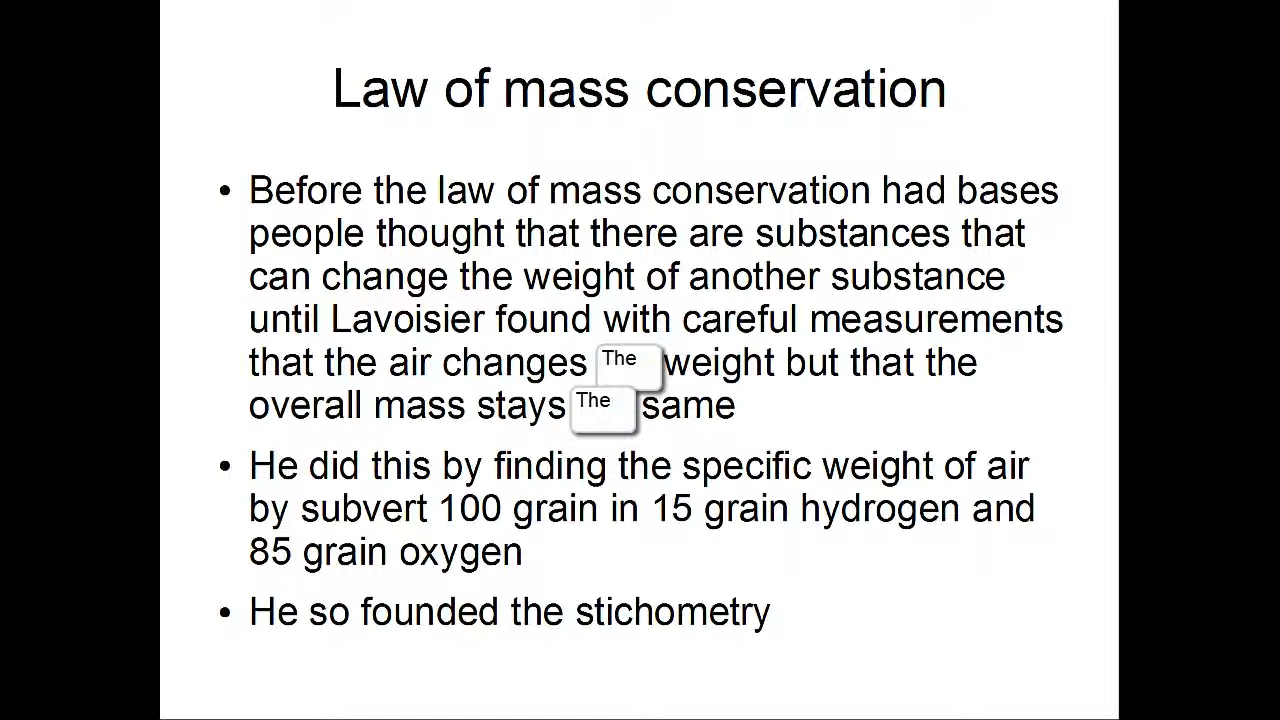 Law of mass conservation
• Before the law of mass conservation had bases
people thought that there are substances that
can change the weight of another substance
until Lavoisier found with careful measurements
that the air changes The weight but that the
overall mass stays The same
• He did this by finding the specific weight of air
by subvert 100 grain in 15 grain hydrogen and
85 grain oxygen
• He so founded the stichometry